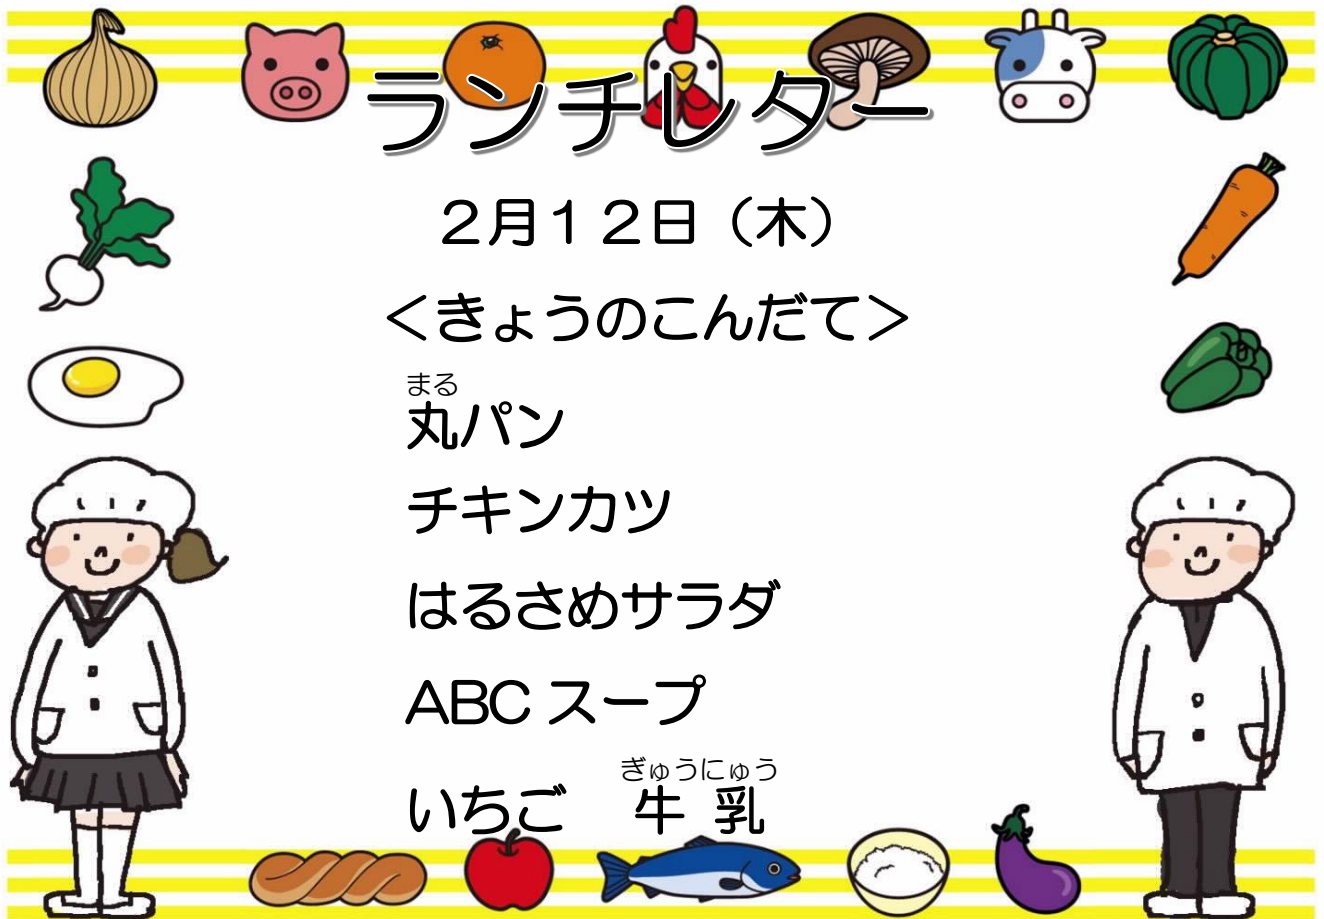 ランチレター
２月１２日（木）
＜きょうのこんだて＞
まる
丸パン
チキンカツ
はるさめサラダ
ABCスープ
ぎゅうにゅう
いちご　牛乳